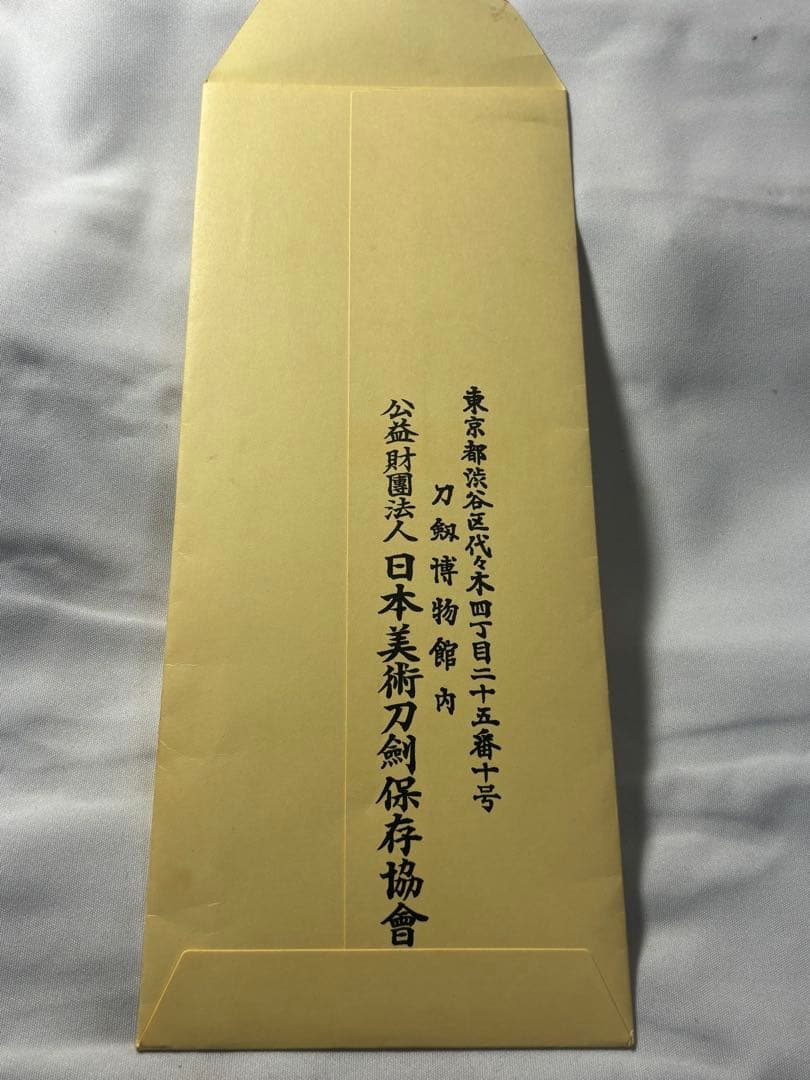 東京都渋谷区代々木四丁目二十五番十号
刀剱博物館内
公益財團法人 日本美術刀劍保存協會